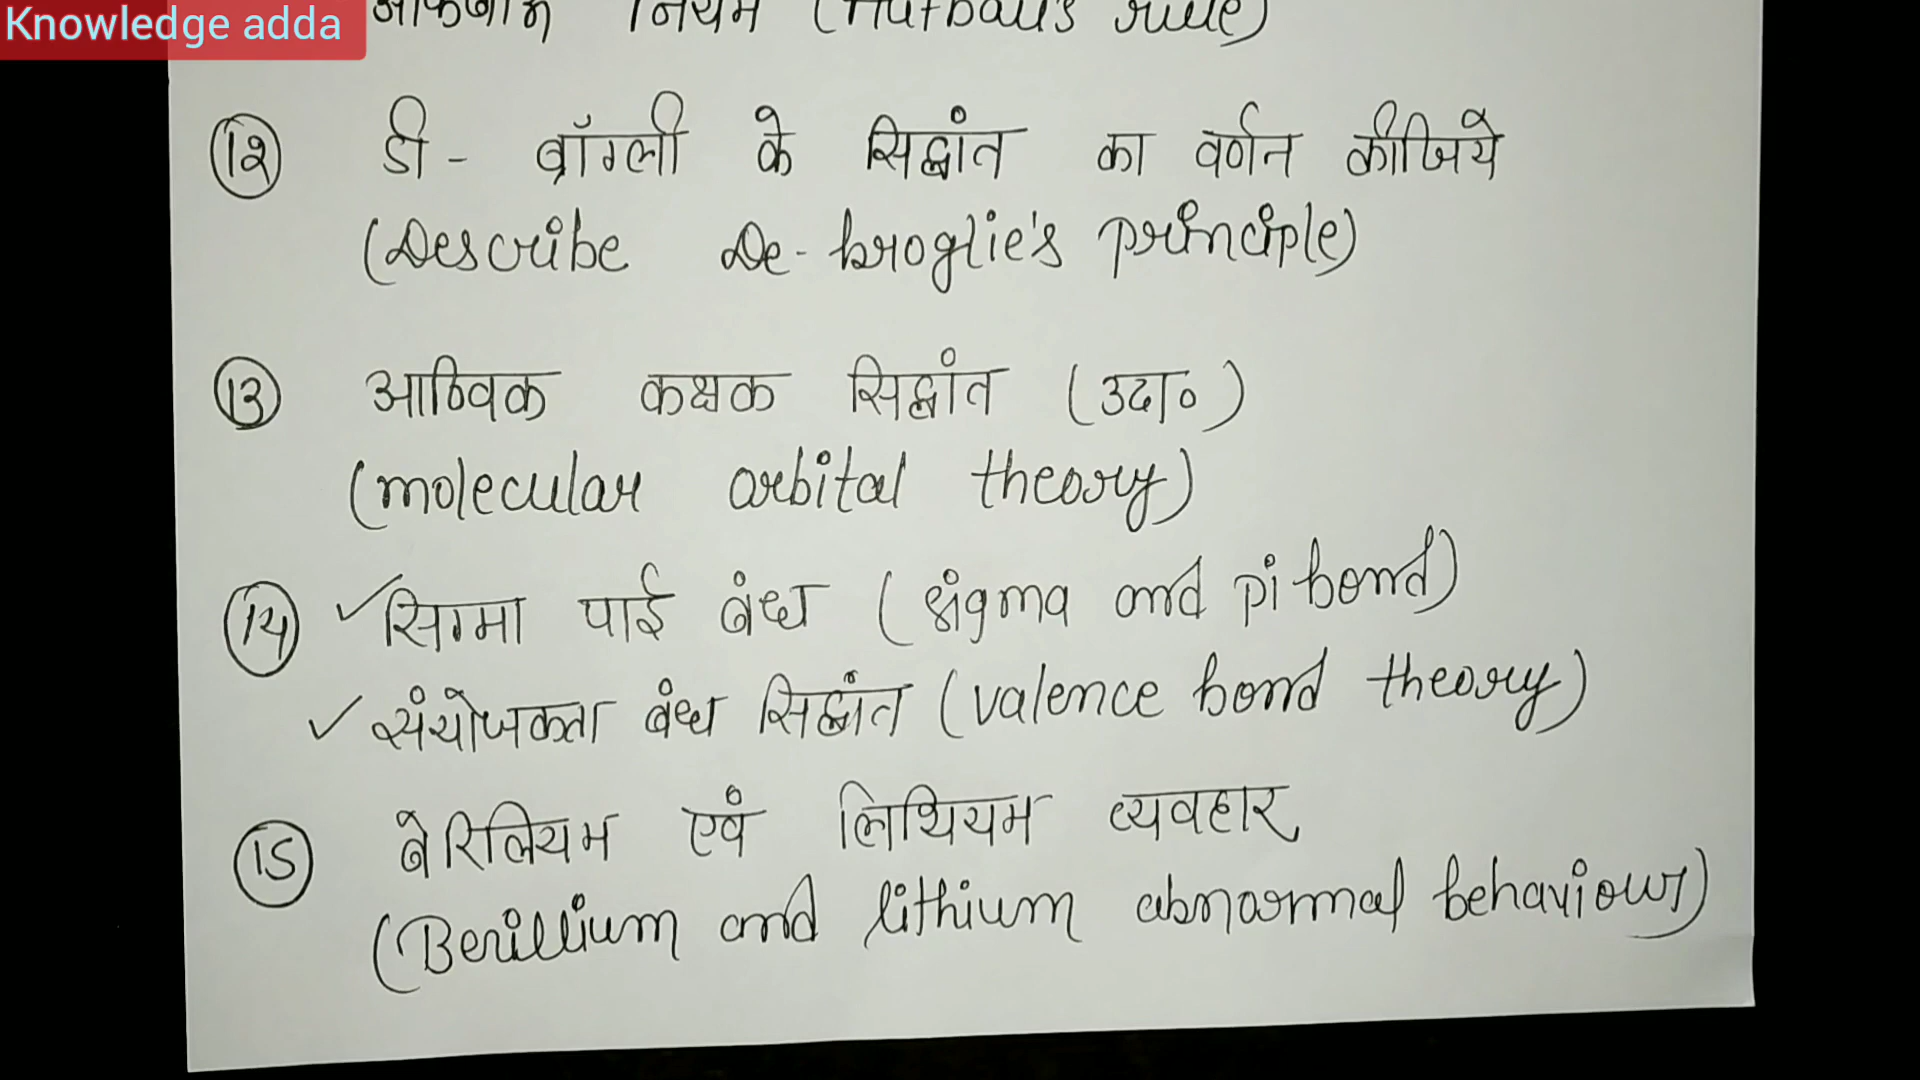 Knowledge adda
नियम (Aufbau's rule)
(12) डी - ब्रॉग्ली के सिद्धांत का वर्णन कीजिये
(Describe De-broglie's principle)
(13) आण्विक कक्षक सिद्धांत (उदा०)
(molecular orbital theory)
(14) ✓ सिग्मा पाई बंध (sigma and pi bond)
✓ संयोजकता बंध सिद्धांत (valence bond theory)
(15) बेरिलियम एवं लिथियम व्यवहार
(Berillium and lithium abnormal behaviour)